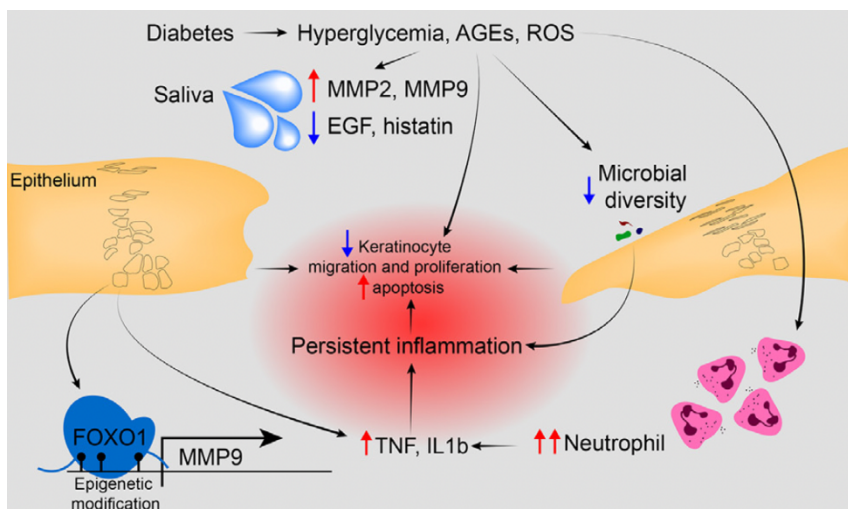 Diabetes
Hyperglycemia, AGEs, ROS
Saliva
MMP2, MMP9
EGF, histatin
Epithelium
Microbial
diversity
Keratinocyte
migration and proliferation
apoptosis
Persistent inflammation
FOXO1
MMP9
TNF, IL1b
Neutrophil
Epigenetic
modification